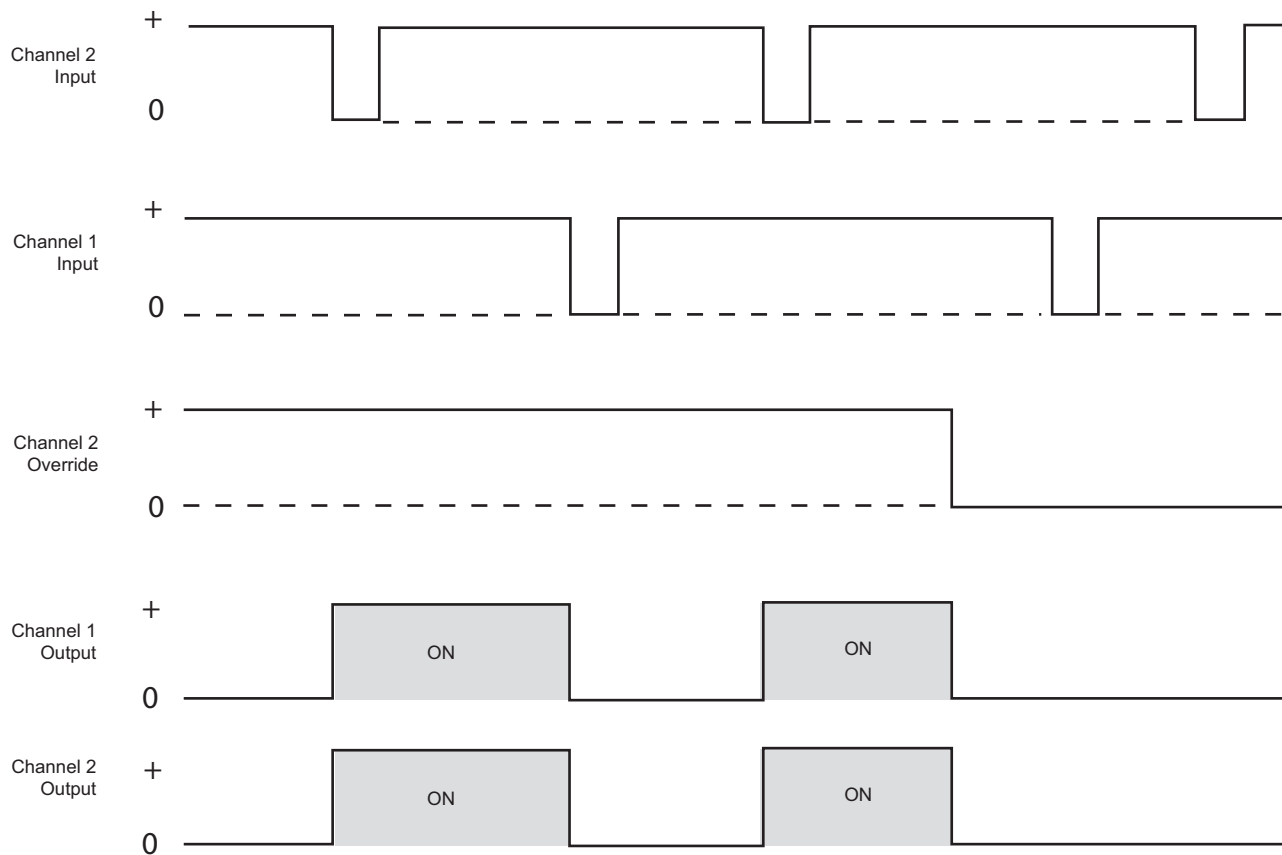 +
Channel 2
Input
0
+
Channel 1
Input
0
+
Channel 2
Override
0
+
Channel 1
Output
ON
ON
0
Channel 2
Output
+
ON
ON
0